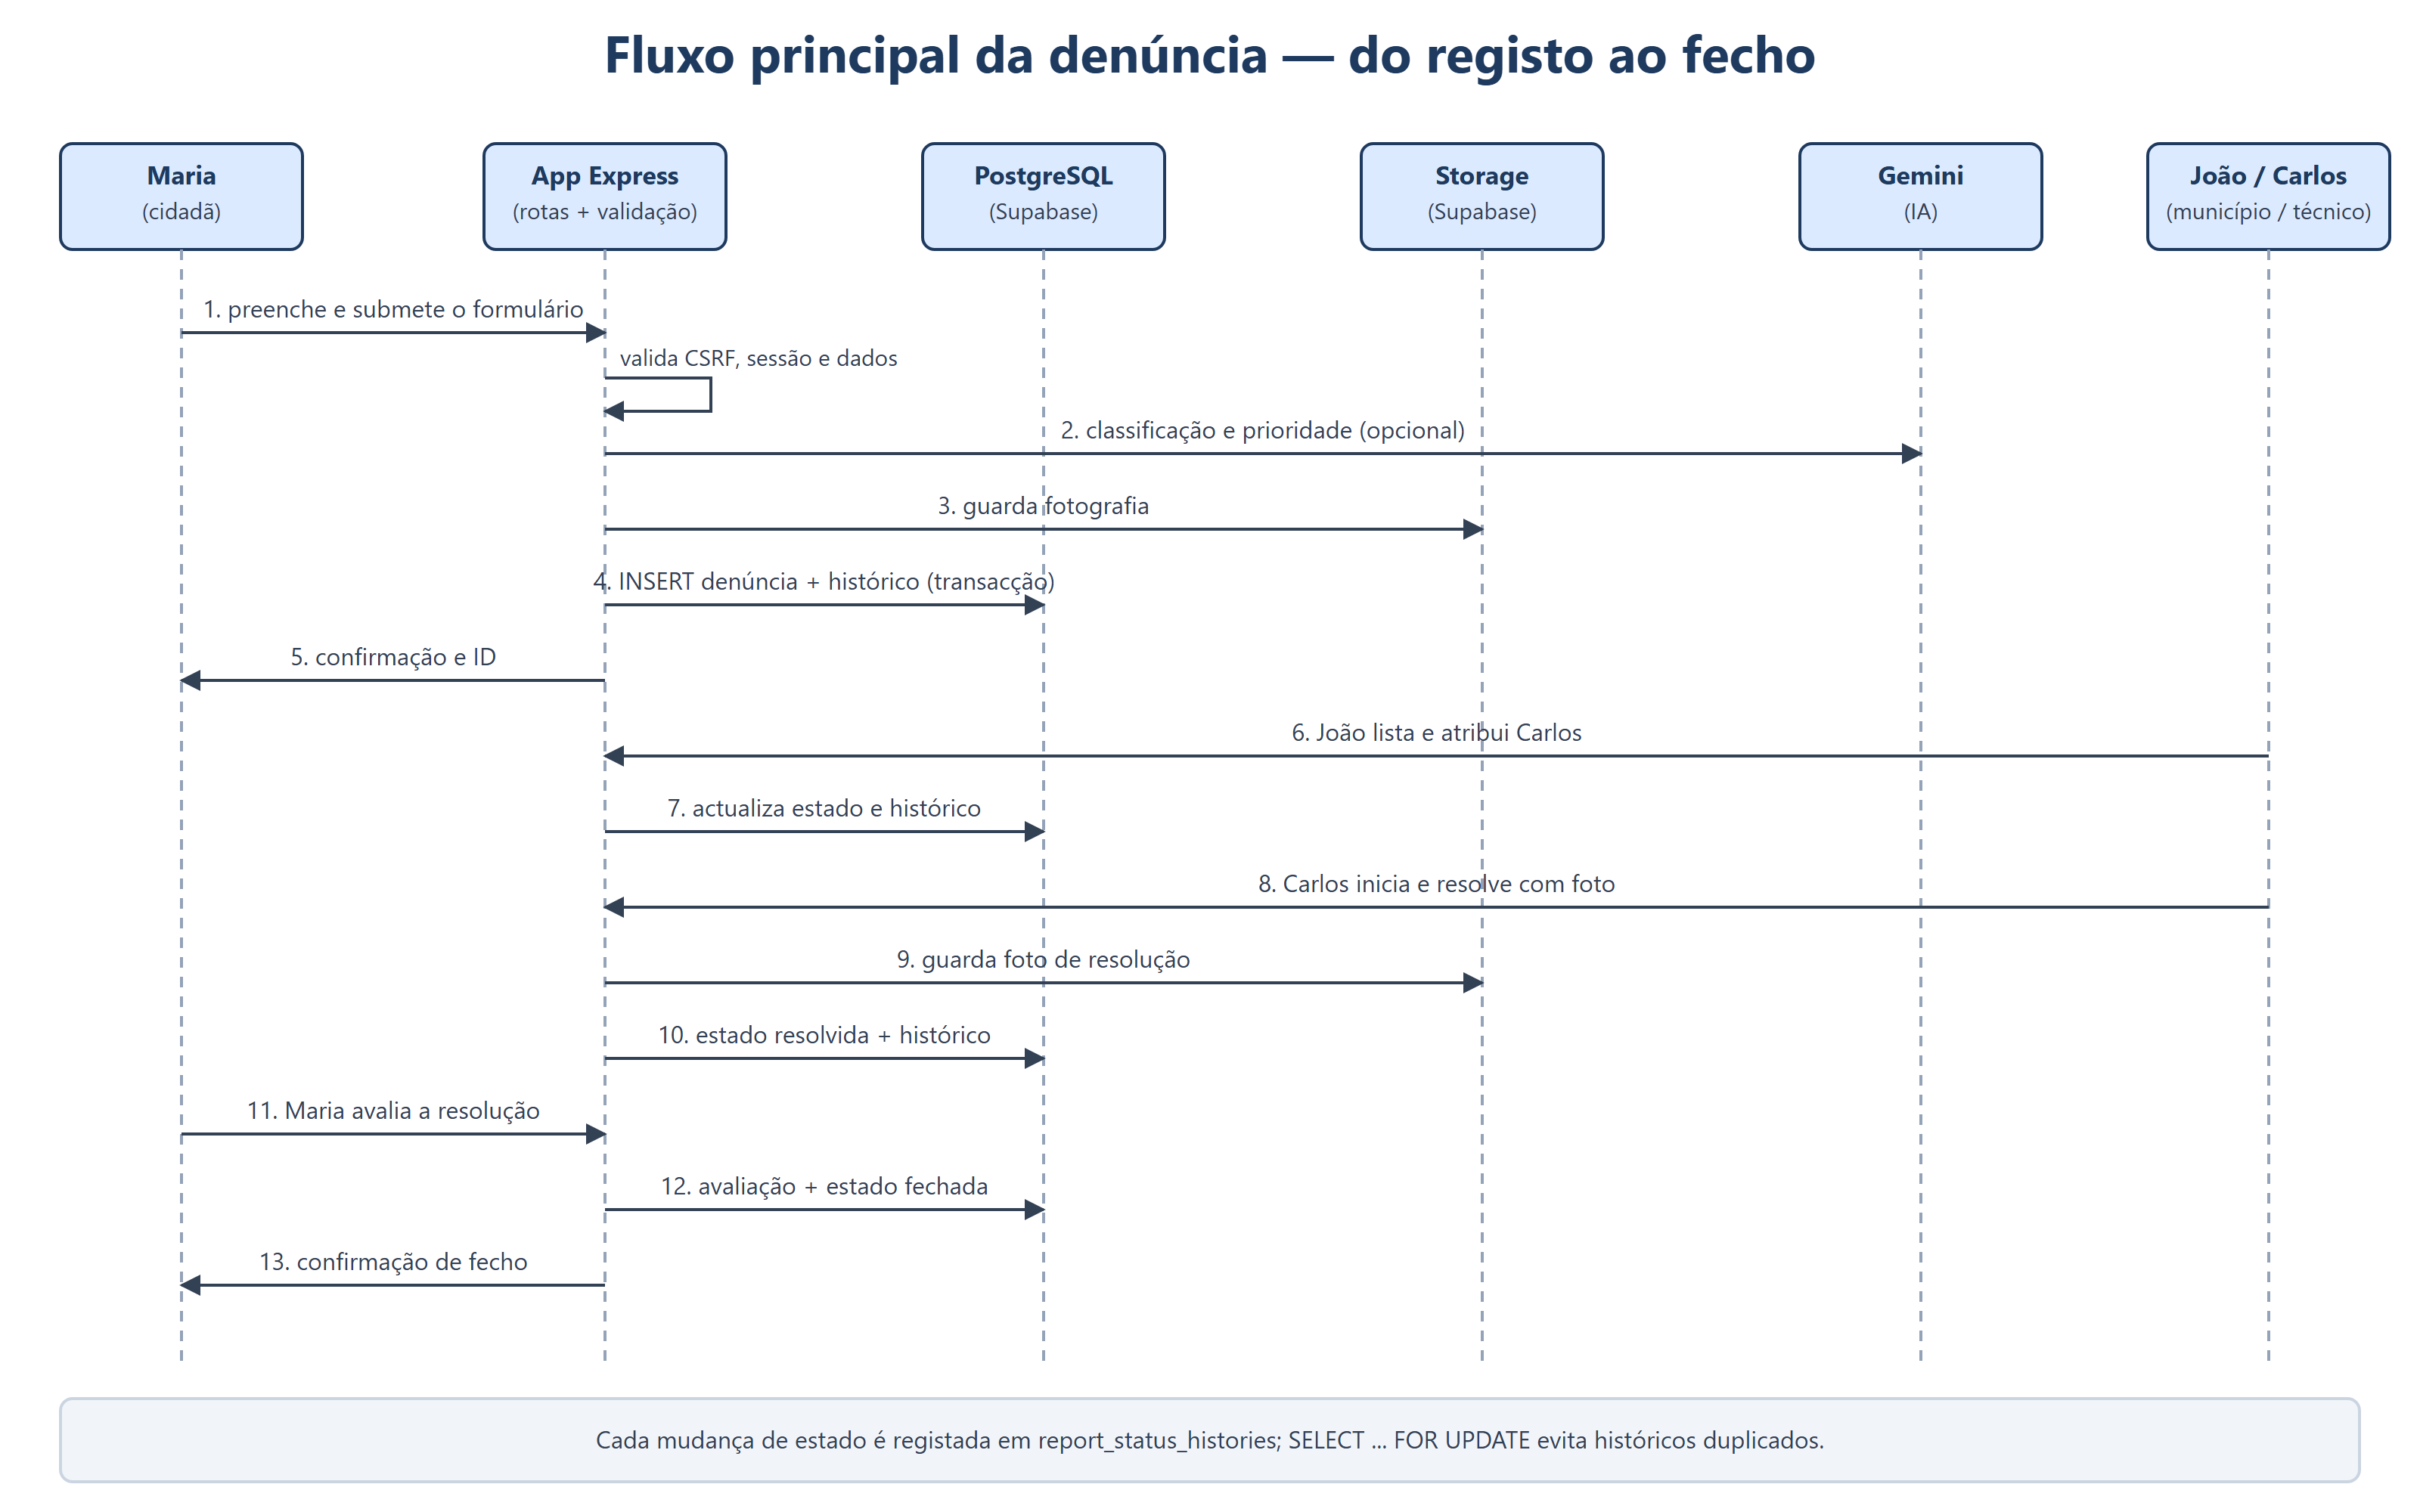 Fluxo principal da denúncia — do registo ao fecho
Maria
(cidadã)
App Express
(rotas + validação)
PostgreSQL
(Supabase)
Storage
(Supabase)
Gemini
(IA)
João / Carlos
(município / técnico)
1. preenche e submete o formulário
valida CSRF, sessão e dados
2. classificação e prioridade (opcional)
3. guarda fotografia
4. INSERT denúncia + histórico (transacção)
5. confirmação e ID
6. João lista e atribui Carlos
7. actualiza estado e histórico
8. Carlos inicia e resolve com foto
9. guarda foto de resolução
10. estado resolvida + histórico
11. Maria avalia a resolução
12. avaliação + estado fechada
13. confirmação de fecho
Cada mudança de estado é registada em report_status_histories; SELECT ... FOR UPDATE evita históricos duplicados.